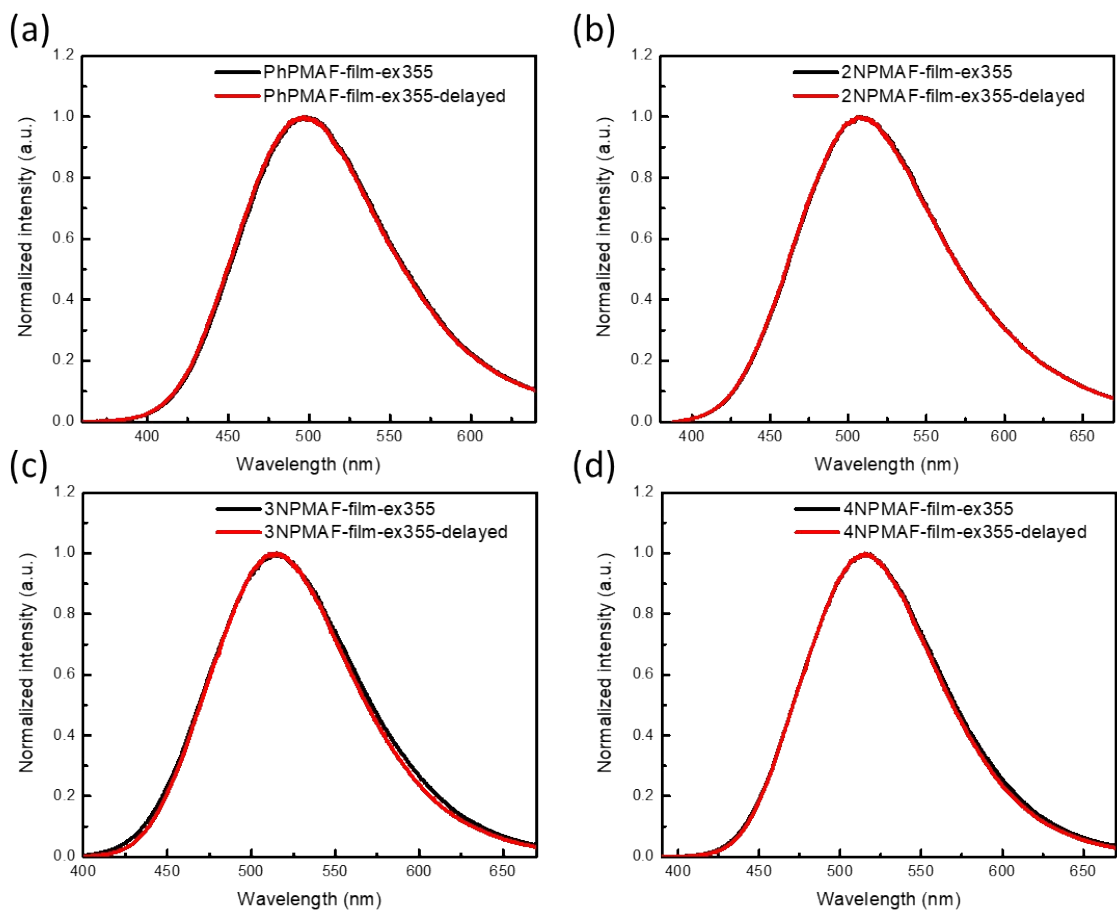 (a)
PhPMAF-film-ex355
PhPMAF-film-ex355-delayed
Normalized intensity (a.u.)
1.2
1.0
0.8
0.6
0.4
0.2
0.0
400 450 500 550 600
Wavelength (nm)
(b)
2NPMAF-film-ex355
2NPMAF-film-ex355-delayed
Normalized intensity (a.u.)
1.2
1.0
0.8
0.6
0.4
0.2
0.0
400 450 500 550 600 650
Wavelength (nm)
(c)
3NPMAF-film-ex355
3NPMAF-film-ex355-delayed
Normalized intensity (a.u.)
1.2
1.0
0.8
0.6
0.4
0.2
0.0
400 450 500 550 600 650
Wavelength (nm)
(d)
4NPMAF-film-ex355
4NPMAF-film-ex355-delayed
Normalized intensity (a.u.)
1.2
1.0
0.8
0.6
0.4
0.2
0.0
400 450 500 550 600 650
Wavelength (nm)